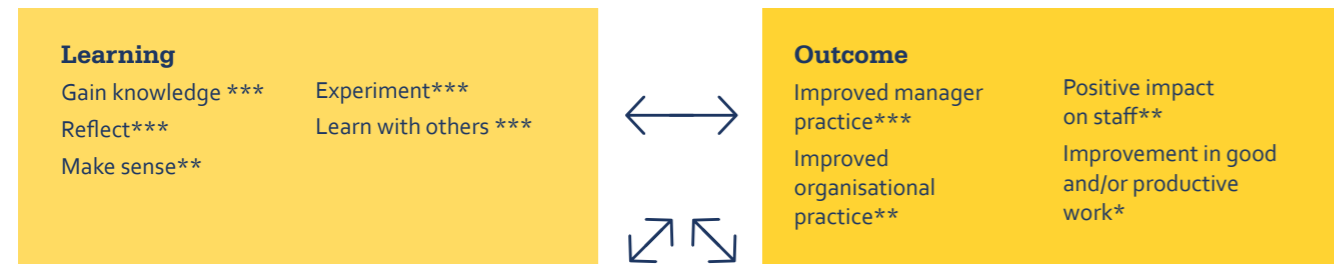 Learning
Gain knowledge ***
Reflect***
Make sense**
Experiment***
Learn with others ***
Outcome
Improved manager
practice***
Improved
organisational
practice**
Positive impact
on staff**
Improvement in good
and/or productive
work*